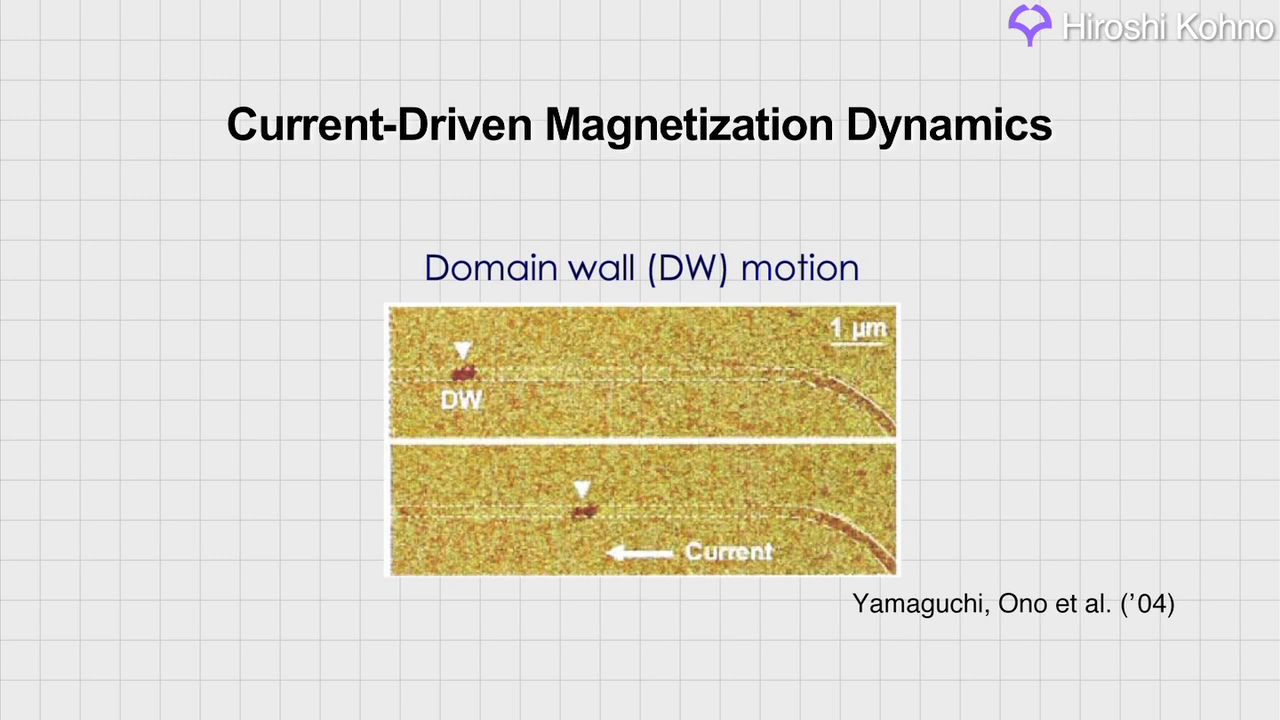 Hiroshi Kohno
Current-Driven Magnetization Dynamics
Domain wall (DW) motion
1 μm
DW
Current
Yamaguchi, Ono et al. (’04)